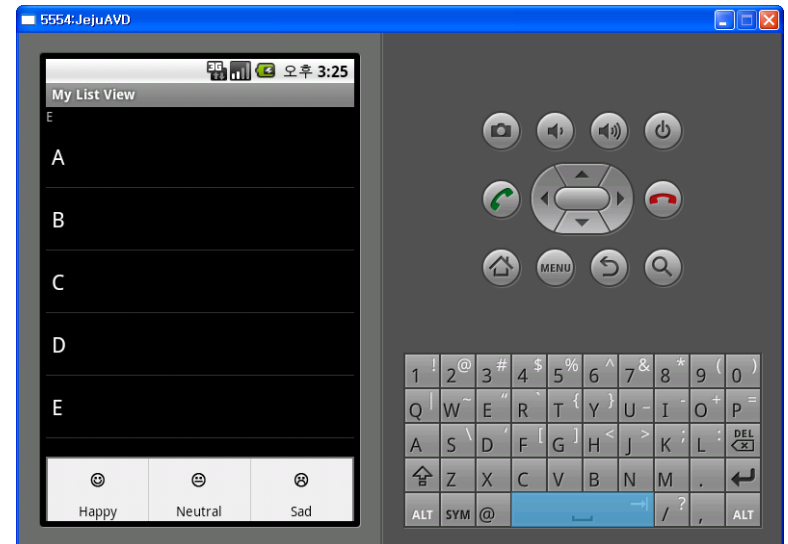 5554:JejuAVD
3G 오후 3:25
My List View
E
A
B
C
D
E
Happy Neutral Sad
MENU
1 ! 2 @ 3 # 4 $ 5 % 6 ^ 7 & 8 * 9 ( 0 )
Q | W ~ E " R ` T { Y } U - I - O + P =
A S \ D ' F [ G ] H < J > K ; L : DEL
Z X C V B N M .
ALT SYM @ / ? , ALT